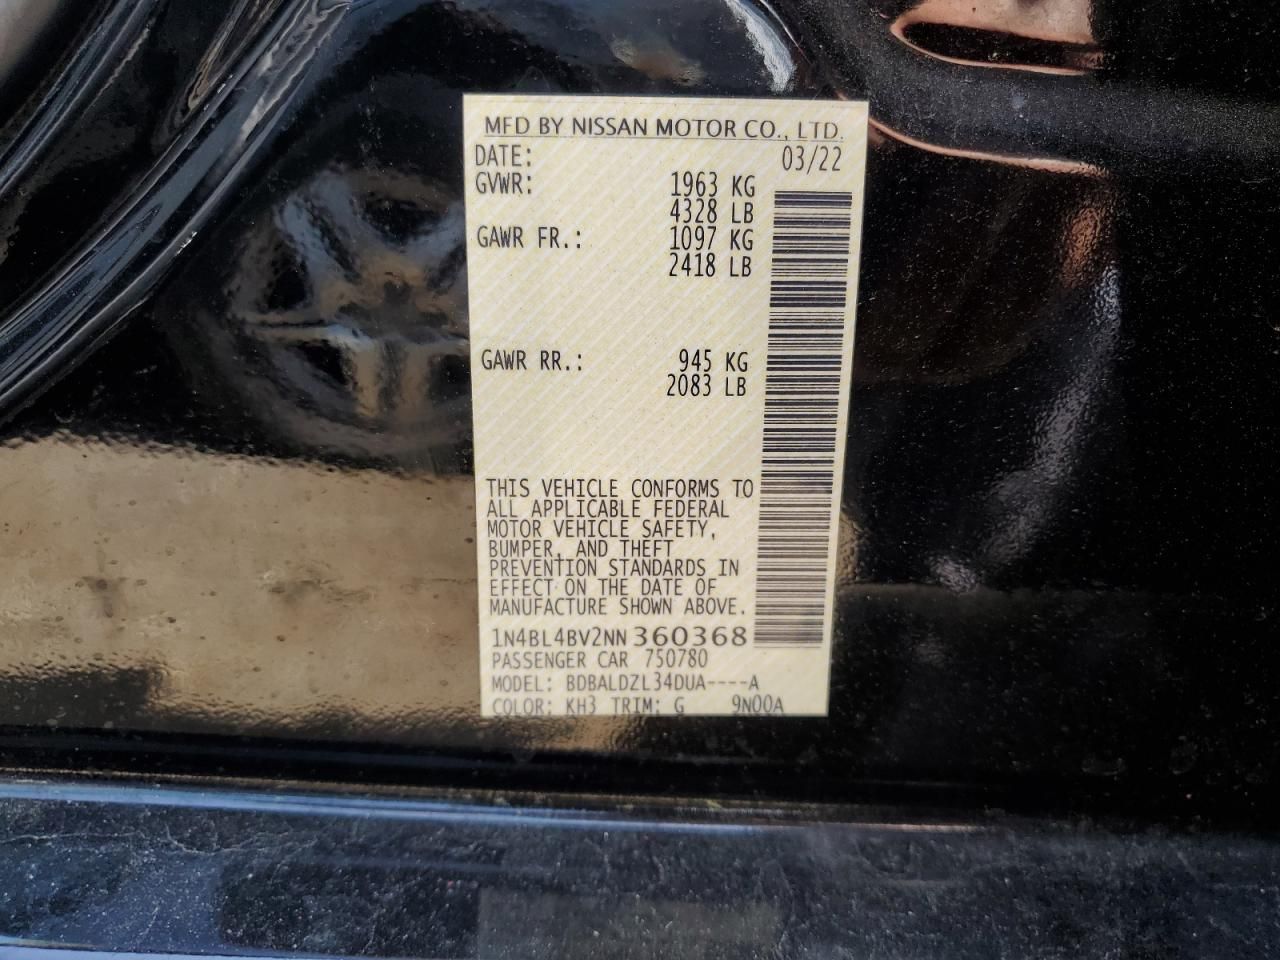 MFD BY NISSAN MOTOR CO., LTD.
DATE: 03/22
GVWR: 1963 KG
4328 LB
GAWR FR.: 1097 KG
2418 LB
GAWR RR.: 945 KG
2083 LB
THIS VEHICLE CONFORMS TO
ALL APPLICABLE FEDERAL
MOTOR VEHICLE SAFETY,
BUMPER, AND THEFT
PREVENTION STANDARDS IN
EFFECT ON THE DATE OF
MANUFACTURE SHOWN ABOVE.
1N4BL4BV2NN360368
PASSENGER CAR 750780
MODEL: BDBALDZL34DUA----A
COLOR: KH3 TRIM: G 9N00A